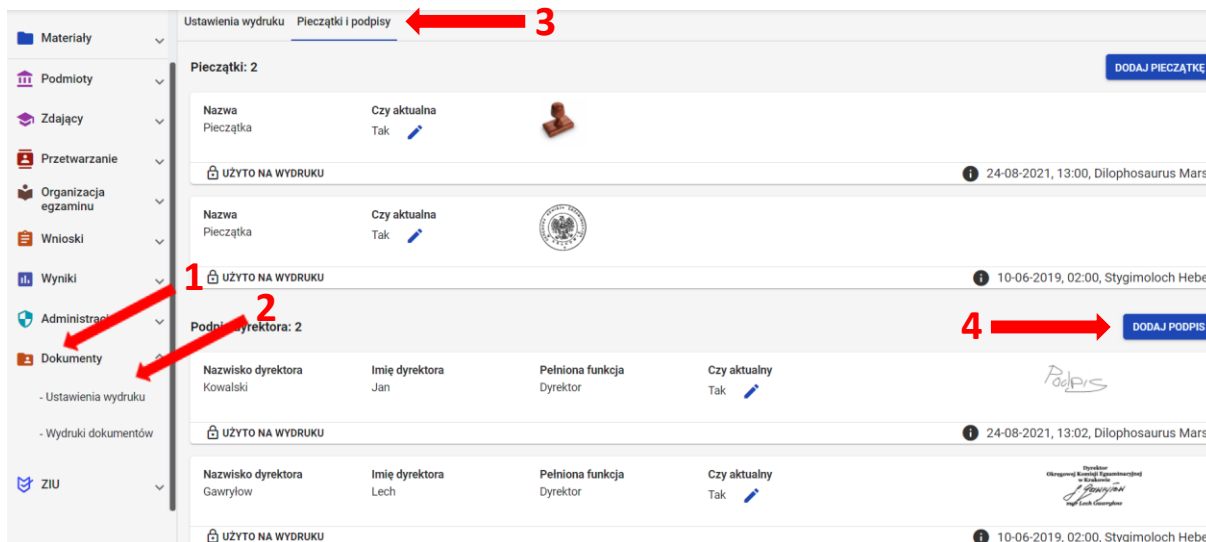 Ustawienia wydruku Pieczątki i podpisy 3
Materiały
Podmioty
Zdający
Przetwarzanie
Organizacja
egzaminu
Wnioski
Wyniki
1
2
Dokumenty
- Ustawienia wydruku
- Wydruki dokumentów
ZIU
Pieczątki: 2 DODAJ PIECZĄTKĘ
Nazwa Czy aktualna
Pieczątka Tak
UŻYTO NA WYDRUKU 24-08-2021, 13:00, Dilophosaurus Mars
Nazwa Czy aktualna
Pieczątka Tak
UŻYTO NA WYDRUKU 10-06-2019, 02:00, Stygimoloch Hebe
2 4 DODAJ PODPIS
Nazwisko dyrektora Imię dyrektora Pełniona funkcja Czy aktualny
Kowalski Jan Dyrektor Tak
Podpis
UŻYTO NA WYDRUKU 24-08-2021, 13:02, Dilophosaurus Mars
Nazwisko dyrektora Imię dyrektora Pełniona funkcja Czy aktualny
Gawryłow Lech Dyrektor Tak
Dyrektor
Okręgowej Komisji Egzaminacyjnej
w Krakowie
mgr Lech Gawryłow
UŻYTO NA WYDRUKU 10-06-2019, 02:00, Stygimoloch Hebe